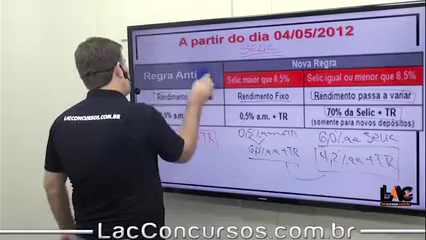 LAC
A partir do dia 04/05/2012
Selic
Nova Regra
Regra Anti
Selic maior que 8,5%
Selic igual ou menor que 8,5%
Rendimento
Rendimento Fixo
Rendimento passa a variar
5% a.m. + TR
0,5% a.m. + TR
70% da Selic + TR
(somente para novos depósitos)
LACCONCURSOS.COM.BR
TR
6,0% aa Selic
+TR
4,2% aa + TR
LAC
LacConcursos.com.br